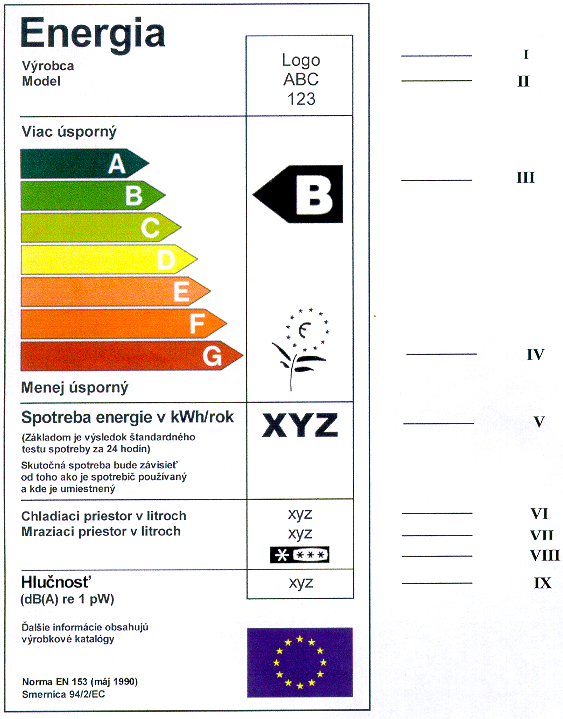 Energia
Výrobca
Model
Logo
ABC
123
I
II
Viac úsporný
A
B
C
D
E
F
G
B
III
IV
Menej úsporný
Spotreba energie v kWh/rok
XYZ
V
(Základom je výsledok štandardného
testu spotreby za 24 hodín)
Skutočná spotreba bude závisieť
od toho ako je spotrebič používaný
a kde je umiestnený
Chladiaci priestor v litroch
xyz
VI
Mraziaci priestor v litroch
xyz
VII
VIII
Hlučnosť
xyz
IX
(dB(A) re 1 pW)
Ďalšie informácie obsahujú
výrobkové katalógy
Norma EN 153 (máj 1990)
Smernica 94/2/EC